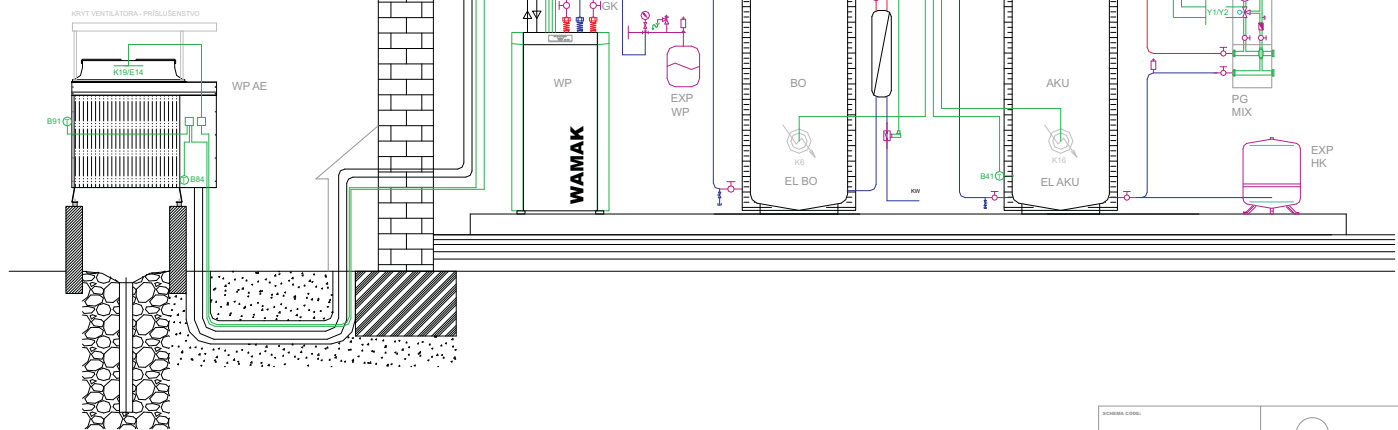 KRYT VENTILÁTORA - PRÍSLUŠENSTVO
GK
Y1/Y2
K19/E14
WP AE
WP
EXP
WP
BO
AKU
PG
MIX
B91
WAMAK
K6
K16
EXP
HK
B84
EL BO
KW
B41
EL AKU
SCHEMA CODE: